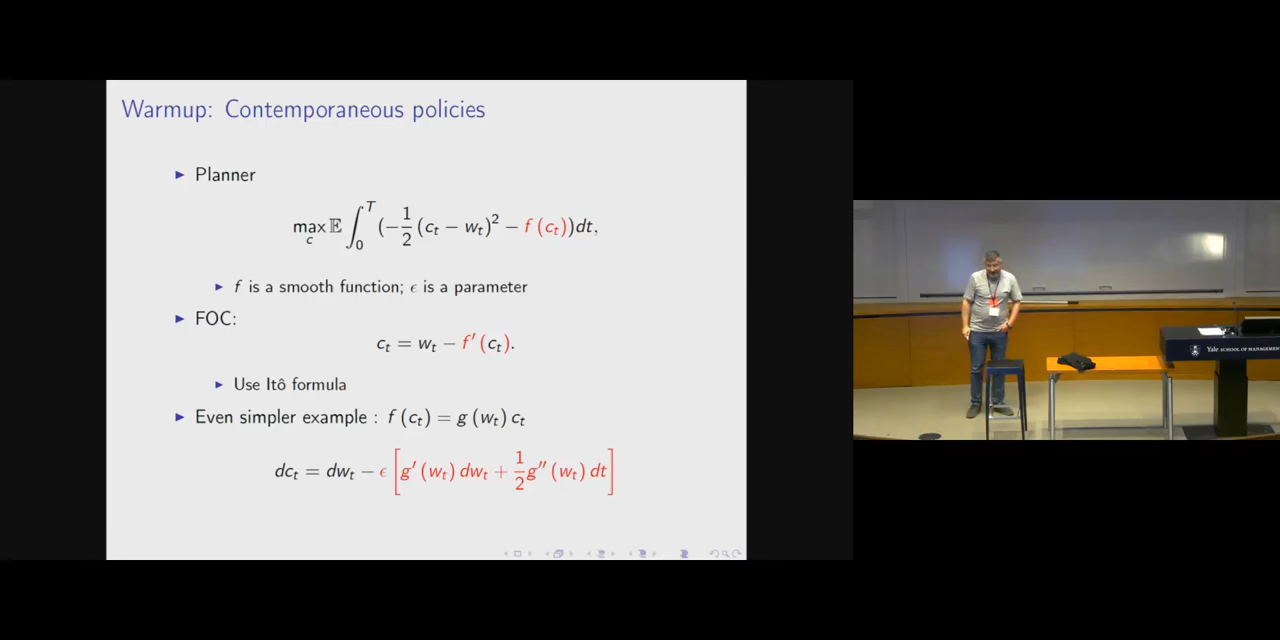 Warmup: Contemporaneous policies
▶ Planner
max_c 𝔼 ∫_0^T (−1/2 (c_t − w_t)^2 − f (c_t))dt,
▶ f is a smooth function; ϵ is a parameter
▶ FOC:
c_t = w_t − f′ (c_t).
▶ Use Itô formula
▶ Even simpler example : f (c_t) = g (w_t) c_t
dc_t = dw_t − ϵ [g′ (w_t) dw_t + 1/2 g″ (w_t) dt]
Yale SCHOOL OF MANAGEMENT